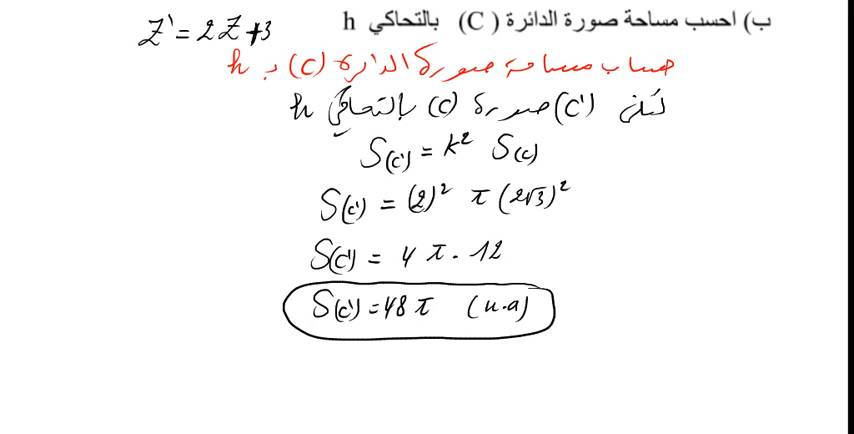 ب) احسب مساحة صورة الدائرة (C) بالتحاكي h
Z' = 2Z + 3
حساب مساحة صورة الدائرة (C) بـ h
لتكن (C') صورة (C) بالتحاكي h
S(C') = k² S(C)
S(C') = (2)² π (2√3)²
S(C') = 4 π . 12
S(C') = 48 π (u.a)